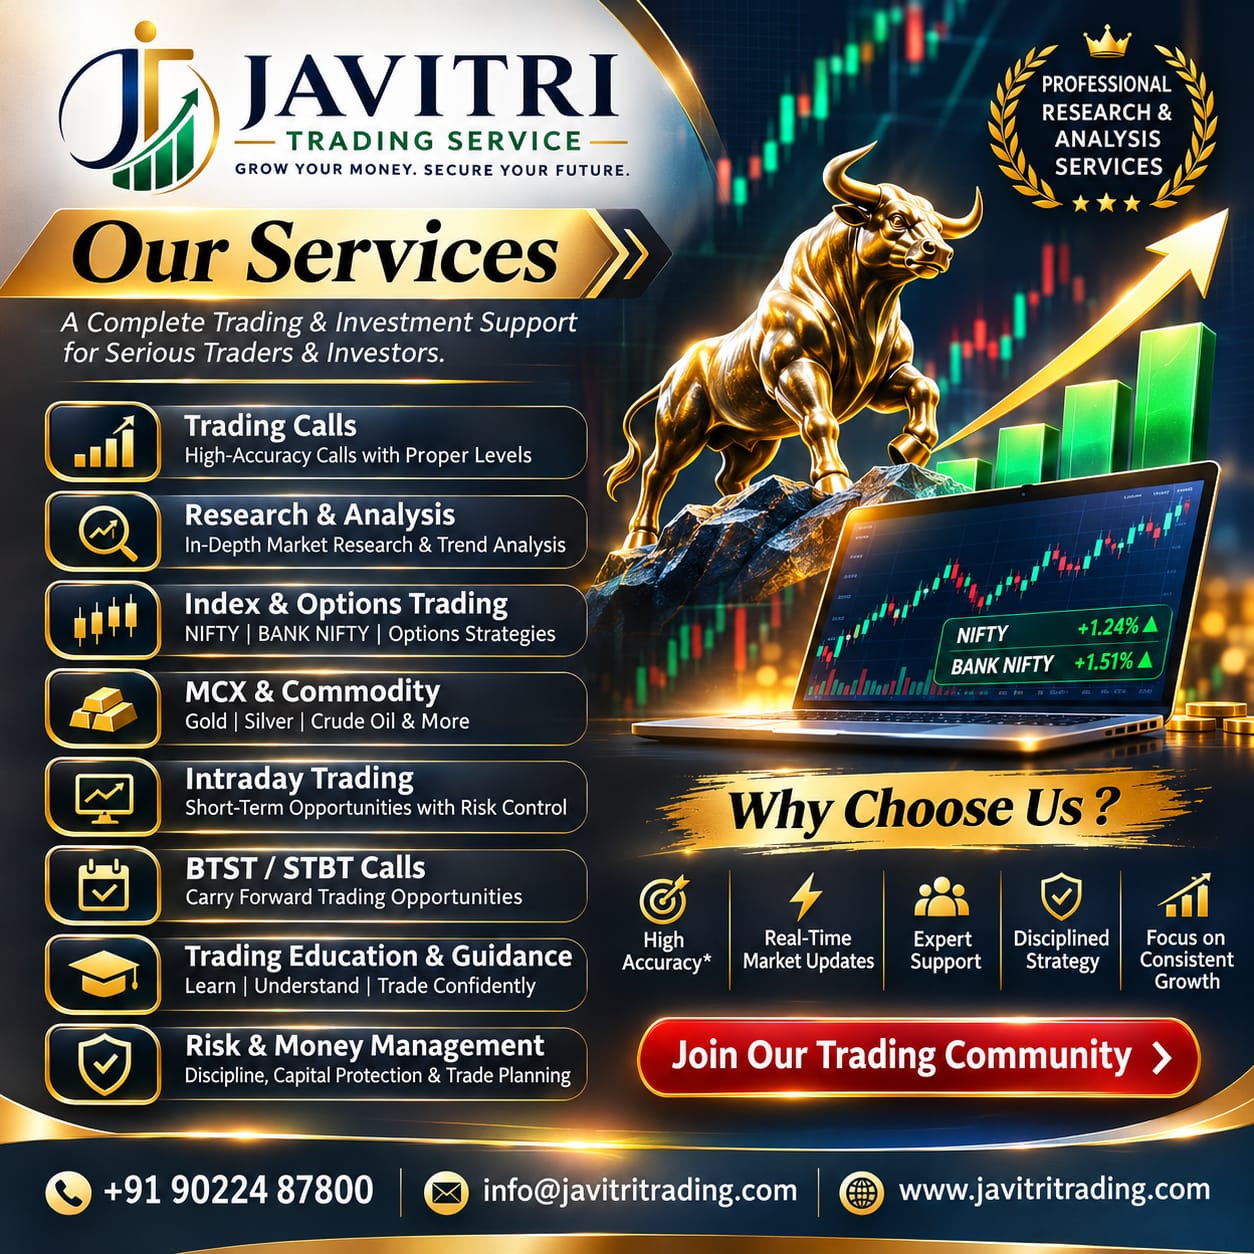 JAVITRI
TRADING SERVICE
GROW YOUR MONEY. SECURE YOUR FUTURE.
PROFESSIONAL
RESEARCH &
ANALYSIS
SERVICES
Our Services
A Complete Trading & Investment Support
for Serious Traders & Investors.
Trading Calls
High-Accuracy Calls with Proper Levels
Research & Analysis
In-Depth Market Research & Trend Analysis
Index & Options Trading
NIFTY | BANK NIFTY | Options Strategies
MCX & Commodity
Gold | Silver | Crude Oil & More
Intraday Trading
Short-Term Opportunities with Risk Control
BTST / STBT Calls
Carry Forward Trading Opportunities
Trading Education & Guidance
Learn | Understand | Trade Confidently
Risk & Money Management
Discipline, Capital Protection & Trade Planning
NIFTY +1.24% ▲
BANK NIFTY +1.51% ▲
Why Choose Us ?
High
Accuracy*
Real-Time
Market Updates
Expert
Support
Disciplined
Strategy
Focus on
Consistent
Growth
Join Our Trading Community
+91 90224 87800
info@javitritrading.com
www.javitritrading.com